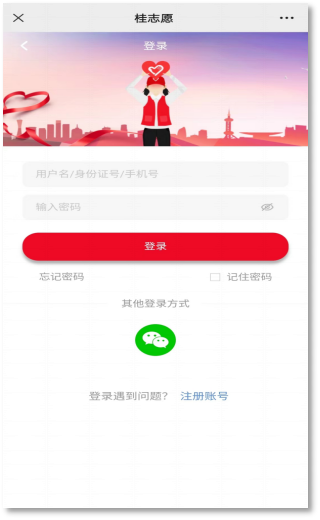 桂志愿
登录
用户名/身份证号/手机号
输入密码
登录
忘记密码 记住密码
其他登录方式
登录遇到问题? 注册账号